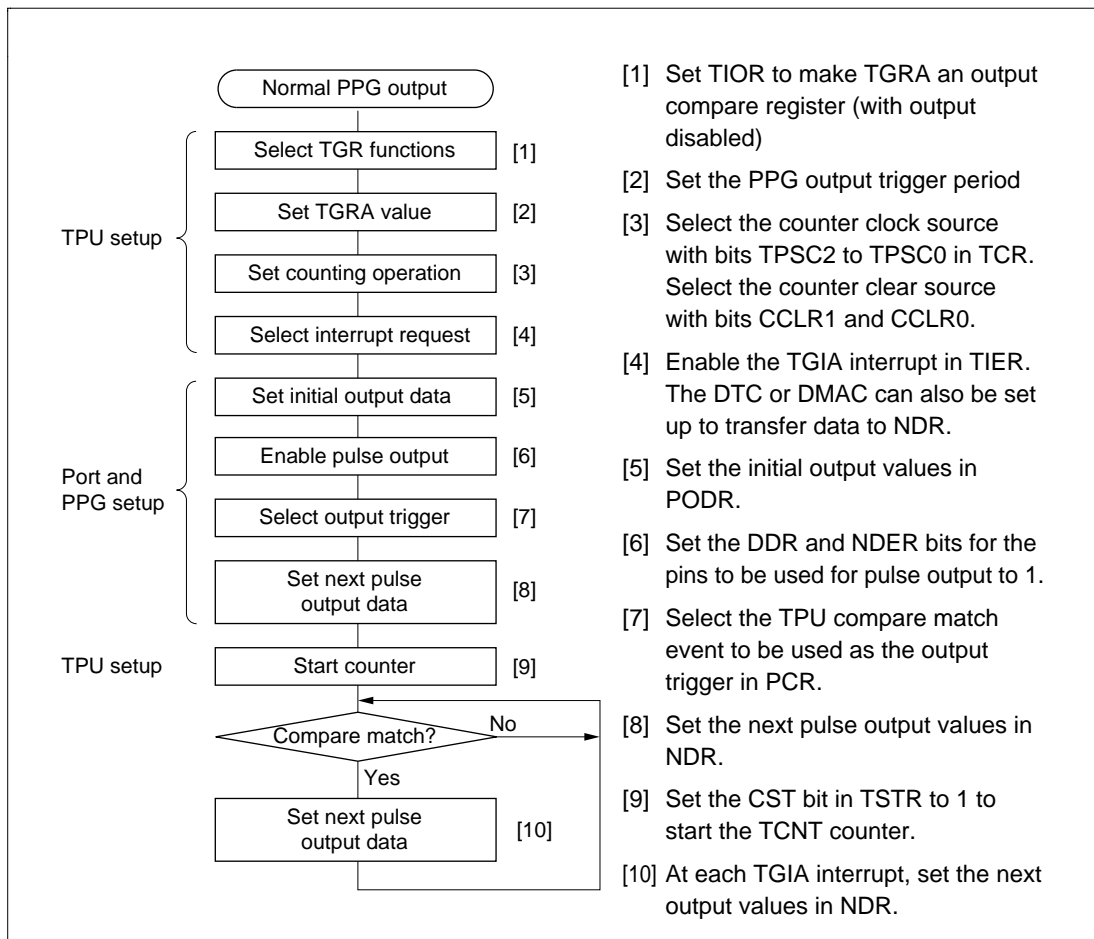 Normal PPG output
Select TGR functions [1]
Set TGRA value [2]
TPU setup
Set counting operation [3]
Select interrupt request [4]
Set initial output data [5]
Enable pulse output [6]
Port and
PPG setup
Select output trigger [7]
Set next pulse
output data
[8]
TPU setup
Start counter [9]
Compare match?
No
Yes
Set next pulse
output data
[10]
[1] Set TIOR to make TGRA an output
compare register (with output
disabled)
[2] Set the PPG output trigger period
[3] Select the counter clock source
with bits TPSC2 to TPSC0 in TCR.
Select the counter clear source
with bits CCLR1 and CCLR0.
[4] Enable the TGIA interrupt in TIER.
The DTC or DMAC can also be set
up to transfer data to NDR.
[5] Set the initial output values in
PODR.
[6] Set the DDR and NDER bits for the
pins to be used for pulse output to 1.
[7] Select the TPU compare match
event to be used as the output
trigger in PCR.
[8] Set the next pulse output values in
NDR.
[9] Set the CST bit in TSTR to 1 to
start the TCNT counter.
[10] At each TGIA interrupt, set the next
output values in NDR.